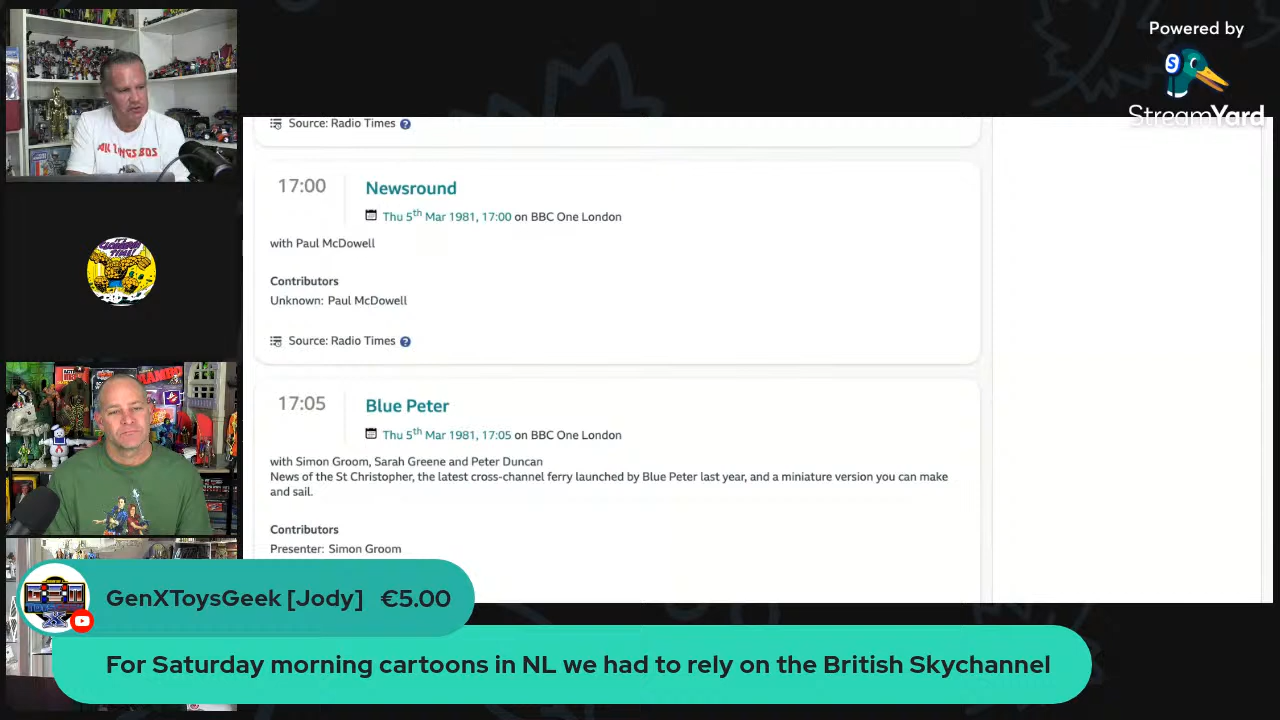 Powered by
StreamYard
Source: Radio Times ?
17:00
Newsround
Thu 5th Mar 1981, 17:00 on BBC One London
with Paul McDowell
Contributors
Unknown: Paul McDowell
Source: Radio Times ?
17:05
Blue Peter
Thu 5th Mar 1981, 17:05 on BBC One London
with Simon Groom, Sarah Greene and Peter Duncan
News of the St Christopher, the latest cross-channel ferry launched by Blue Peter last year, and a miniature version you can make
and sail.
Contributors
Presenter: Simon Groom
GenXToysGeek [Jody] €5.00
For Saturday morning cartoons in NL we had to rely on the British Skychannel
RAMBO